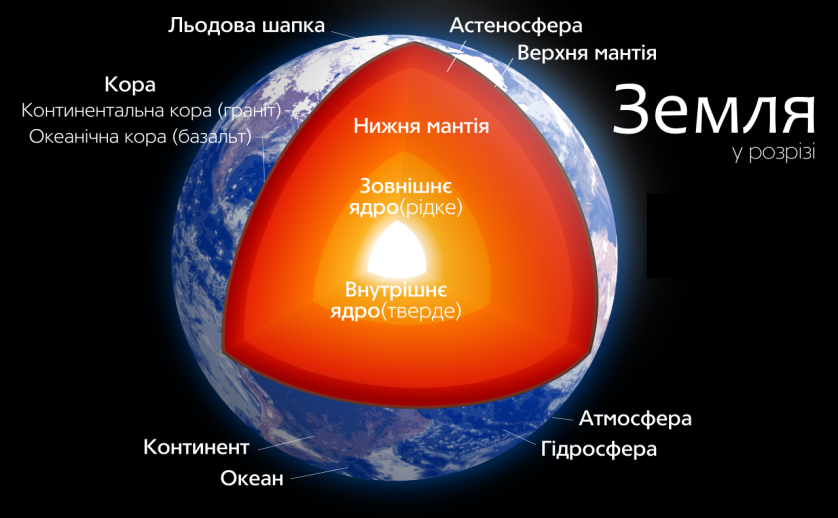 Льодова шапка
Астеносфера
Верхня мантія
Кора
Континентальна кора (граніт)
Океанічна кора (базальт)
Земля
у розрізі
Нижня мантія
Зовнішнє
ядро(рідке)
Внутрішнє
ядро(тверде)
Атмосфера
Гідросфера
Континент
Океан